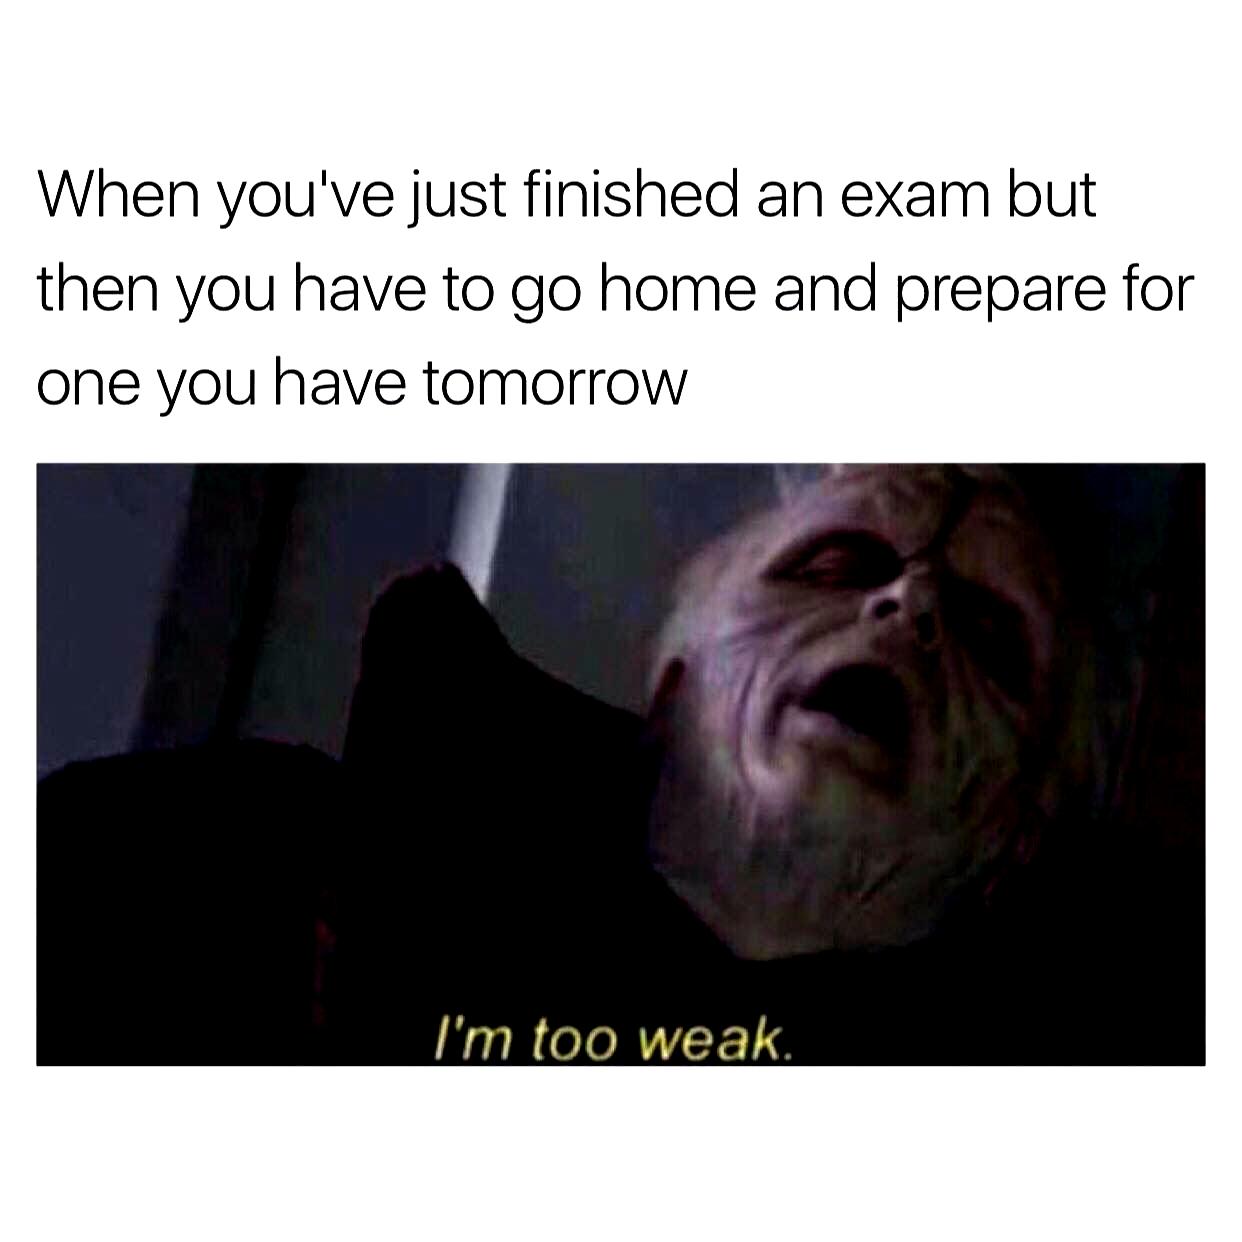 When you've just finished an exam but
then you have to go home and prepare for
one you have tomorrow
I'm too weak.